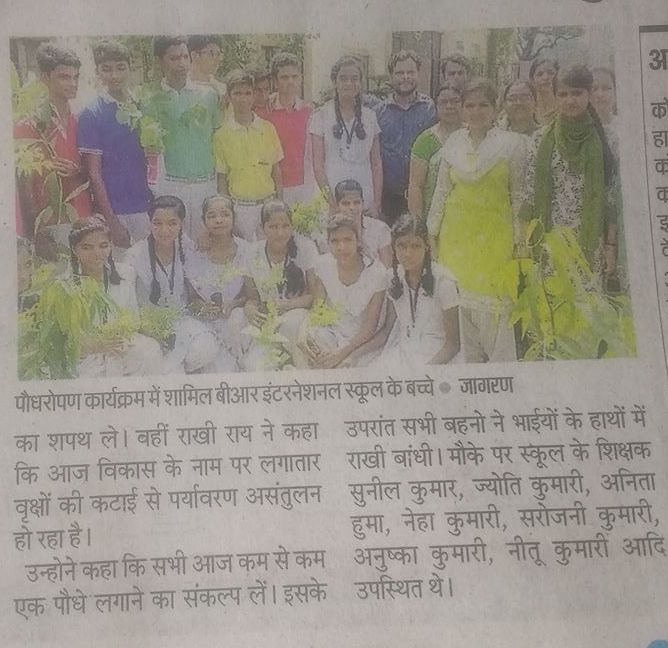 पौधरोपण कार्यक्रम में शामिल बीआर इंटरनेशनल स्कूल के बच्चे ● जागरण
का शपथ ले। वहीं राखी राय ने कहा
कि आज विकास के नाम पर लगातार
वृक्षों की कटाई से पर्यावरण असंतुलन
हो रहा है।
उन्होने कहा कि सभी आज कम से कम
एक पौधे लगाने का संकल्प लें। इसके
उपरांत सभी बहनो ने भाईयों के हाथों में
राखी बांधी। मौके पर स्कूल के शिक्षक
सुनील कुमार, ज्योति कुमारी, अनिता
हुमा, नेहा कुमारी, सरोजनी कुमारी,
अनुष्का कुमारी, नीतू कुमारी आदि
उपस्थित थे।